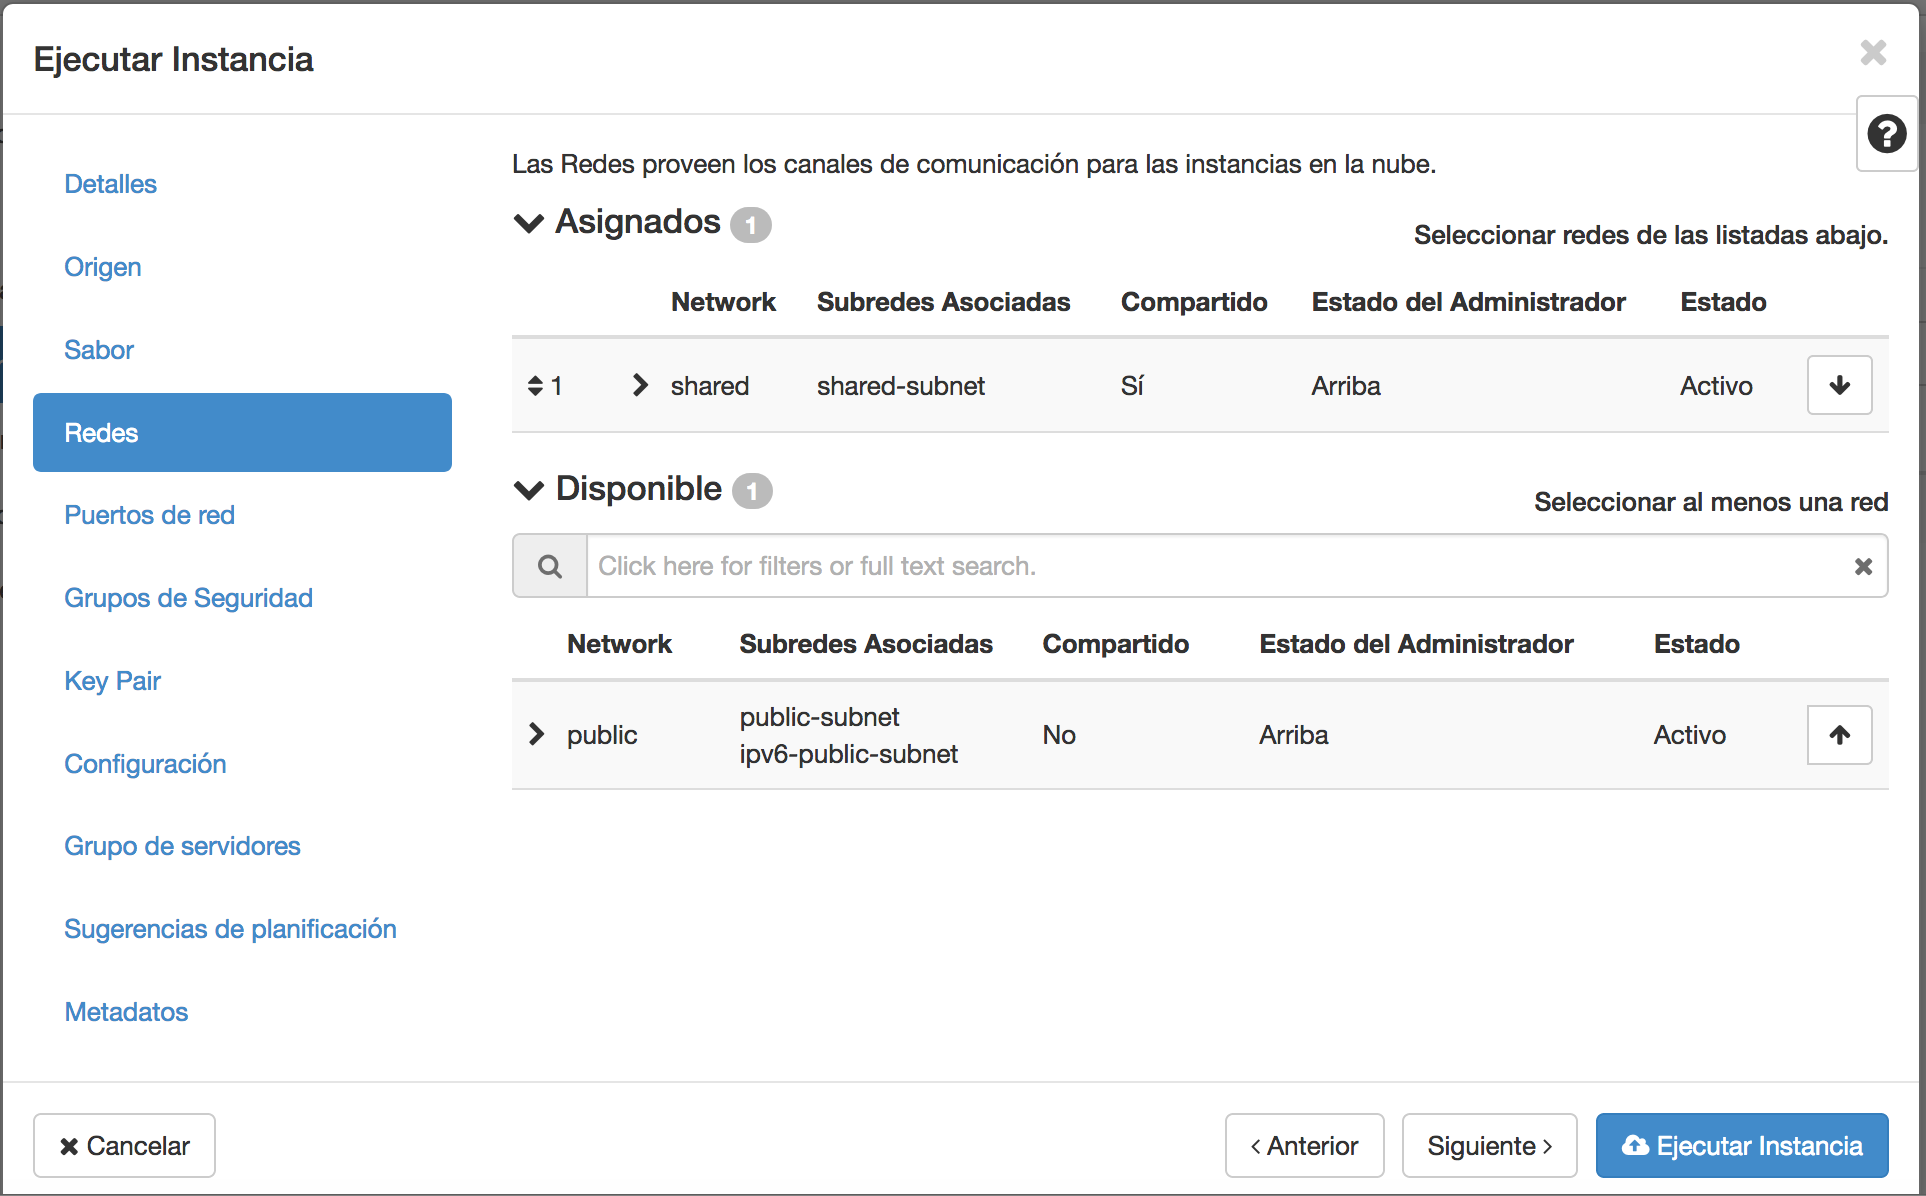 Ejecutar Instancia
Detalles
Origen
Sabor
Redes
Puertos de red
Grupos de Seguridad
Key Pair
Configuración
Grupo de servidores
Sugerencias de planificación
Metadatos
Las Redes proveen los canales de comunicación para las instancias en la nube.
Asignados 1
Seleccionar redes de las listadas abajo.
Network Subredes Asociadas Compartido Estado del Administrador Estado
1 shared shared-subnet Sí Arriba Activo
Disponible 1
Seleccionar al menos una red
Click here for filters or full text search.
Network Subredes Asociadas Compartido Estado del Administrador Estado
public public-subnet No Arriba Activo
ipv6-public-subnet
Cancelar
‹ Anterior
Siguiente ›
Ejecutar Instancia